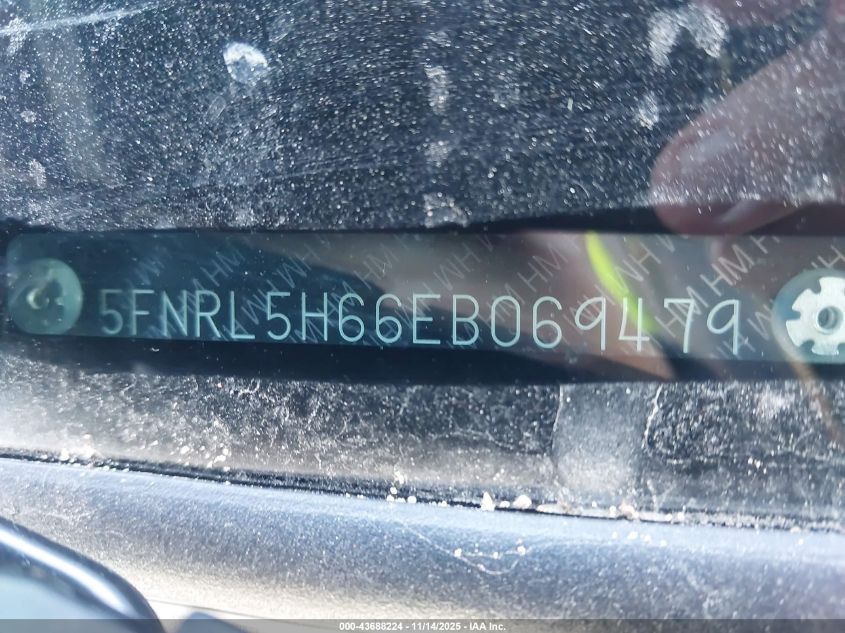 5FNRL5H66EB069479
000-43688224 - 11/14/2025 - IAA Inc.